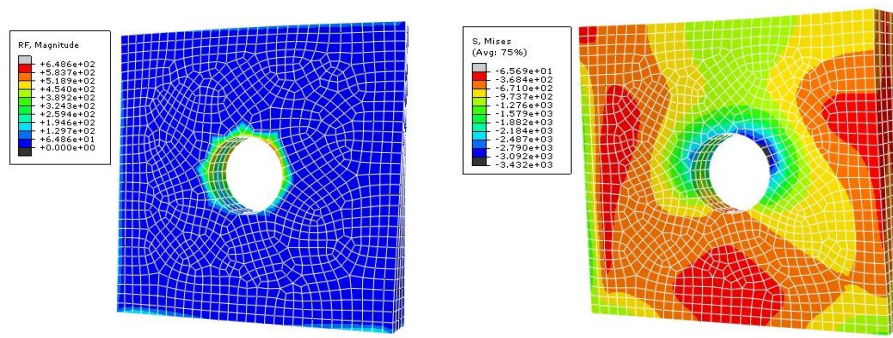 RF, Magnitude
+6.486e+02
+5.837e+02
+5.189e+02
+4.540e+02
+3.892e+02
+3.243e+02
+2.594e+02
+1.946e+02
+1.297e+02
+6.486e+01
+0.000e+00
S, Mises
(Avg: 75%)
-6.569e+01
-3.684e+02
-6.710e+02
-9.737e+02
-1.276e+03
-1.579e+03
-1.882e+03
-2.184e+03
-2.487e+03
-2.790e+03
-3.092e+03
-3.432e+03